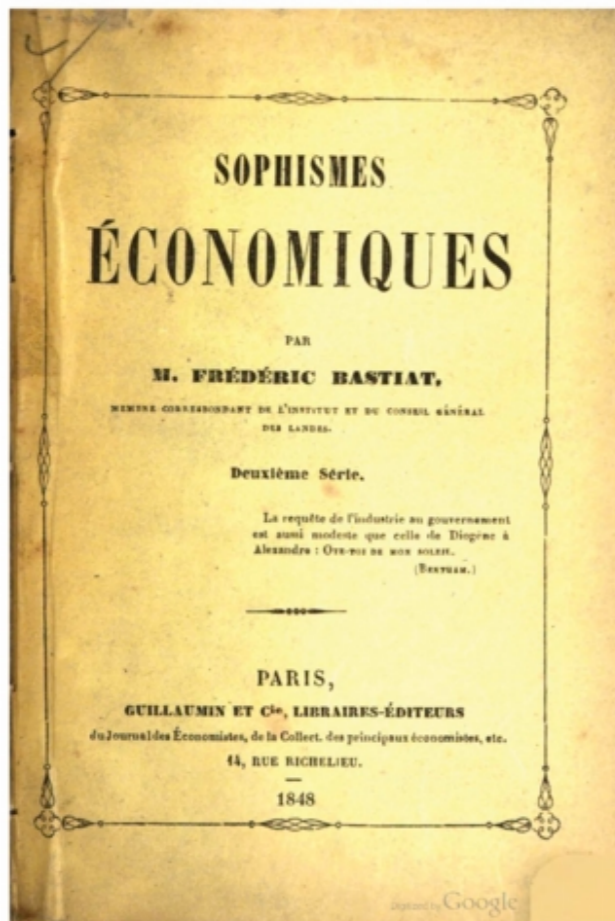 SOPHISMES
ÉCONOMIQUES
PAR
M. FRÉDÉRIC BASTIAT,
MEMBRE CORRESPONDANT DE L'INSTITUT ET DU CONSEIL GÉNÉRAL
DES LANDES.
Deuxième Série.
La requête de l'industrie au gouvernement
est aussi modeste que celle de Diogène à
Alexandre : OTE-TOI DE MON SOLEIL.
(BENTHAM.)
PARIS,
GUILLAUMIN ET Cie, LIBRAIRES-ÉDITEURS
du Journal des Économistes, de la Collect. des principaux économistes, etc.
14, RUE RICHELIEU.
1848
Digitized by Google